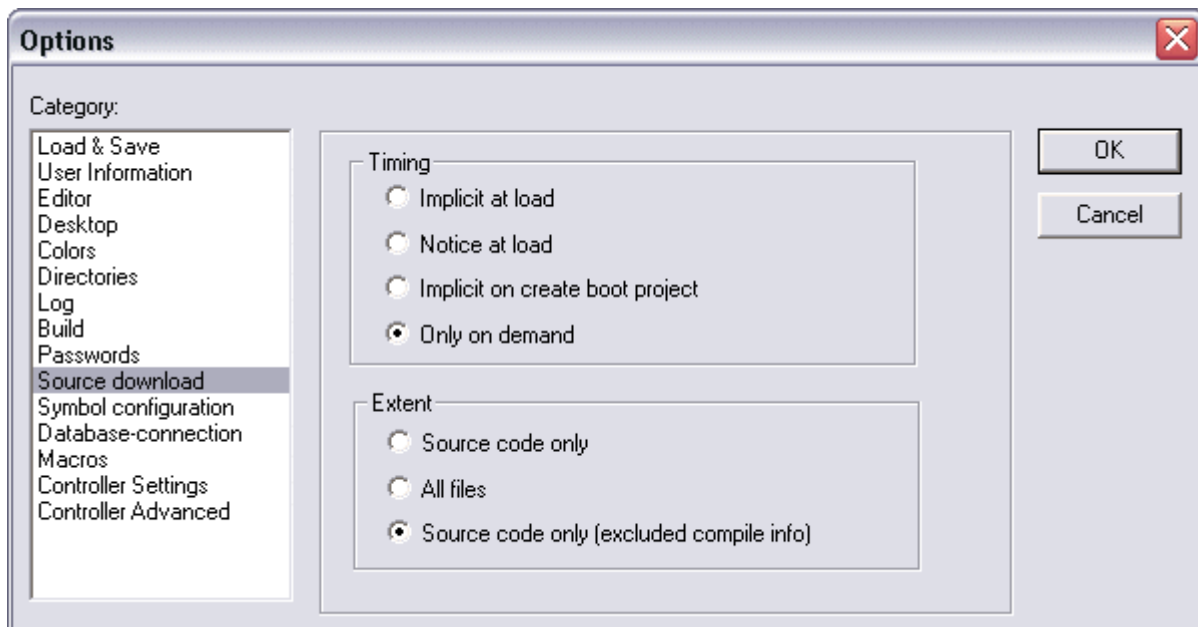 Options
Category:
Load & Save
User Information
Editor
Desktop
Colors
Directories
Log
Build
Passwords
Source download
Symbol configuration
Database-connection
Macros
Controller Settings
Controller Advanced
Timing
Implicit at load
Notice at load
Implicit on create boot project
Only on demand
Extent
Source code only
All files
Source code only (excluded compile info)
OK
Cancel